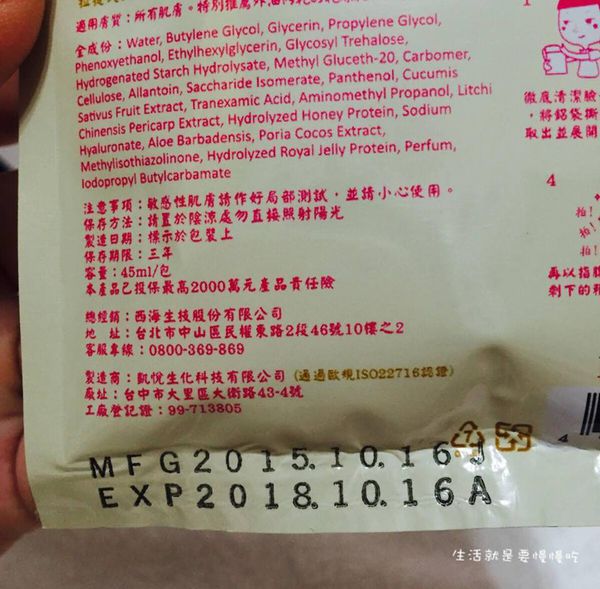 適用膚質：所有肌膚。特別推薦
全成份：Water, Butylene Glycol, Glycerin, Propylene Glycol,
Phenoxyethanol, Ethylhexylglycerin, Glycosyl Trehalose,
Hydrogenated Starch Hydrolysate, Methyl Gluceth-20, Carbomer,
Cellulose, Allantoin, Saccharide Isomerate, Panthenol, Cucumis
Sativus Fruit Extract, Tranexamic Acid, Aminomethyl Propanol, Litchi
Chinensis Pericarp Extract, Hydrolyzed Honey Protein, Sodium
Hyaluronate, Aloe Barbadensis, Poria Cocos Extract,
Methylisothiazolinone, Hydrolyzed Royal Jelly Protein, Perfum,
Iodopropyl Butylcarbamate
注意事項：敏感性肌膚請作好局部測試，並請小心使用。
保存方法：請置於陰涼處勿直接照射陽光
製造日期：標示於包裝上
保存期限：三年
容量：45ml/包
本產品已投保最高2000萬元產品責任險
總經銷：西海生技股份有限公司
地 址：台北市中山區民權東路2段46號10樓之2
客服專線：0800-369-869
製造商：凱悅生化科技有限公司 (通過歐規ISO22716認證)
廠址：台中市大里區大衛路43-4號
工廠登記證：99-713805
MFG2015.10.16J
EXP2018.10.16A
1
徹底清潔臉
，將鋁袋撕
取出並展開
4
拍！
拍！
拍！
再以指腹
剩下的
4
生活就是要慢慢吃